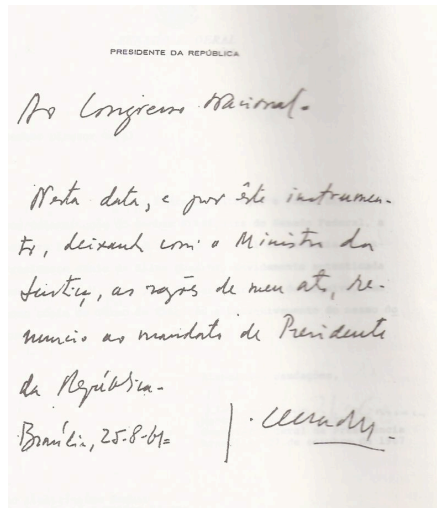 PRESIDENTE DA REPÚBLICA
Ao Congresso Nacional.
Nesta data, e por êste instrumen-
to, deixando com o Ministro da
Justiça, as razões de meu ato, re-
nuncio ao mandato de Presidente
da República.
Brasília, 25-8-61=
J.